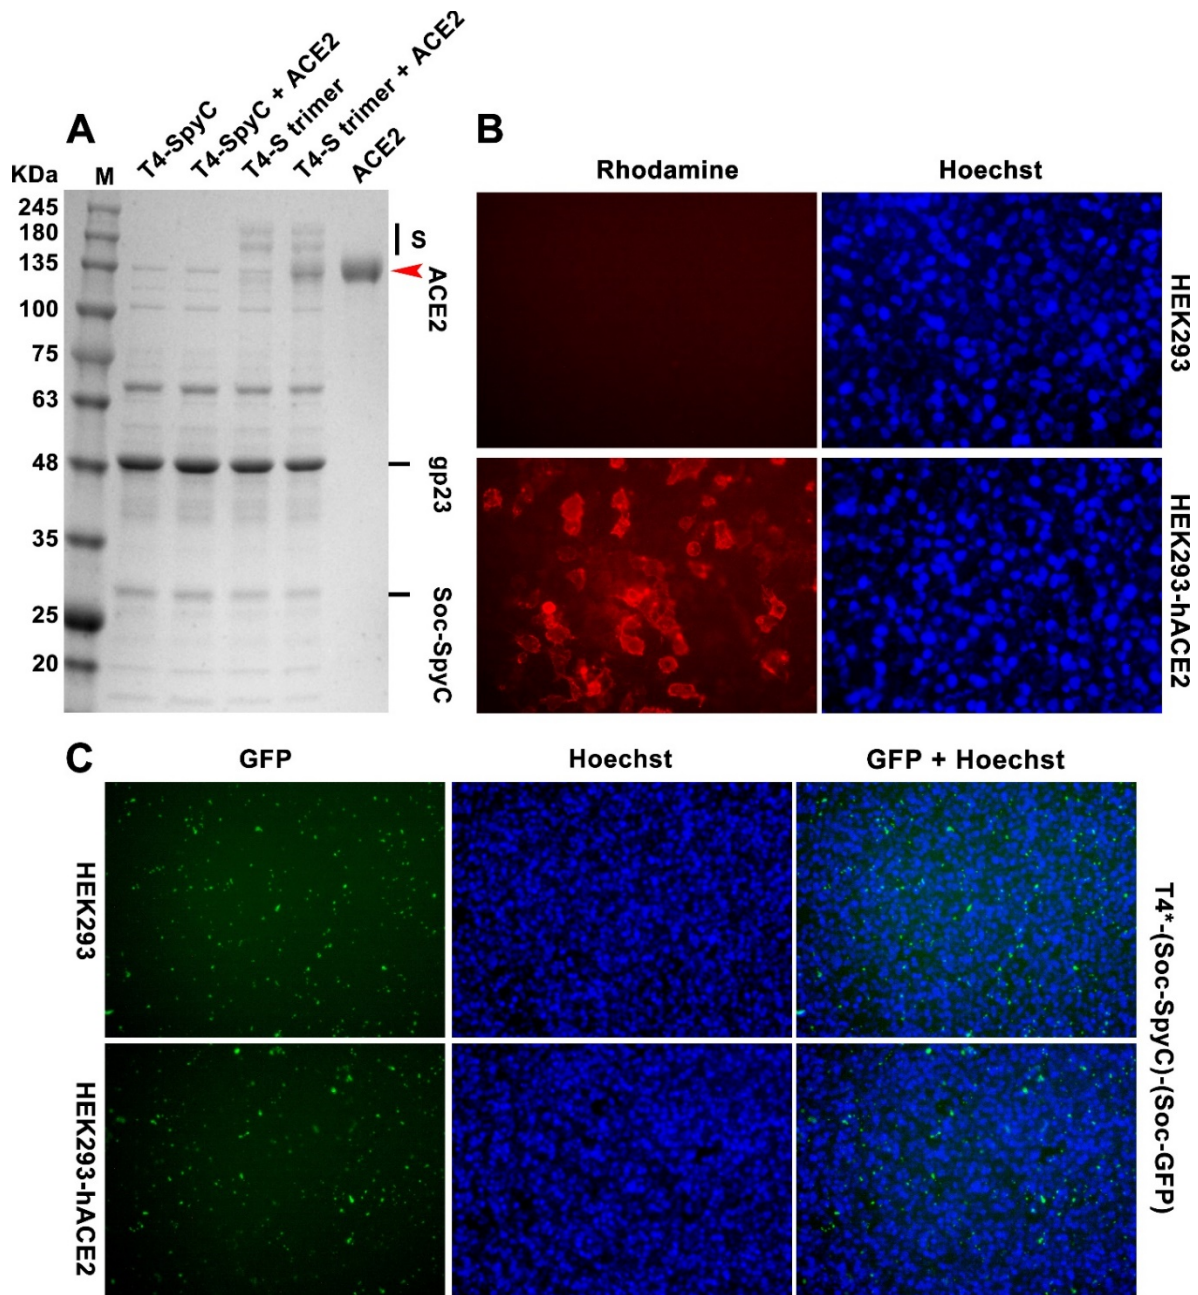 A
T4-SpyC
T4-SpyC + ACE2
T4-S trimer
T4-S trimer + ACE2
ACE2
KDa
M
245
180
135
100
75
63
48
35
25
20
S
ACE2
gp23
Soc-SpyC
B
Rhodamine
Hoechst
HEK293
HEK293-hACE2
C
GFP
Hoechst
GFP + Hoechst
HEK293
HEK293-hACE2
T4*-(Soc-SpyC)-(Soc-GFP)